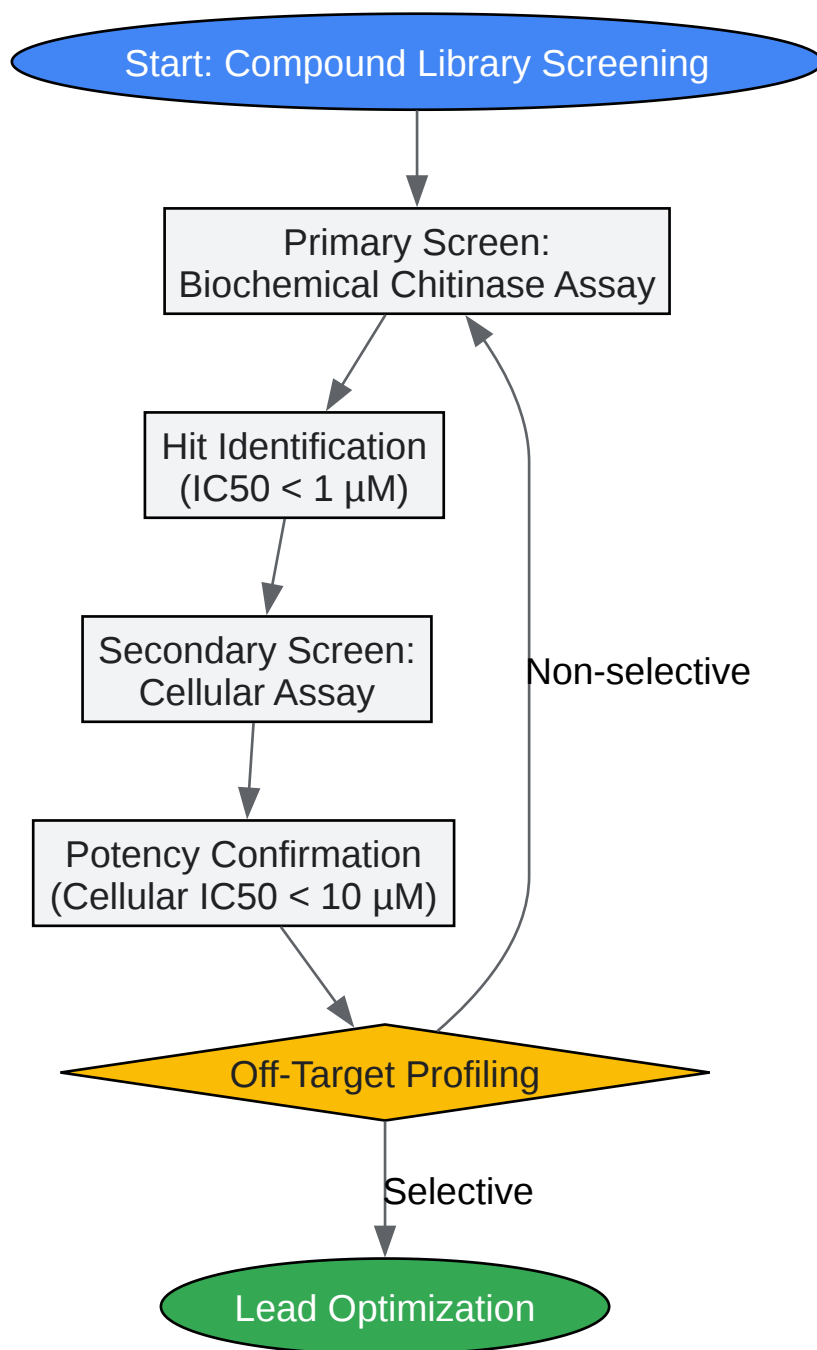 Start: Compound Library Screening
Primary Screen:
Biochemical Chitinase Assay
Hit Identification
(IC50 < 1 µM)
Secondary Screen:
Cellular Assay
Non-selective
Potency Confirmation
(Cellular IC50 < 10 µM)
Off-Target Profiling
Selective
Lead Optimization